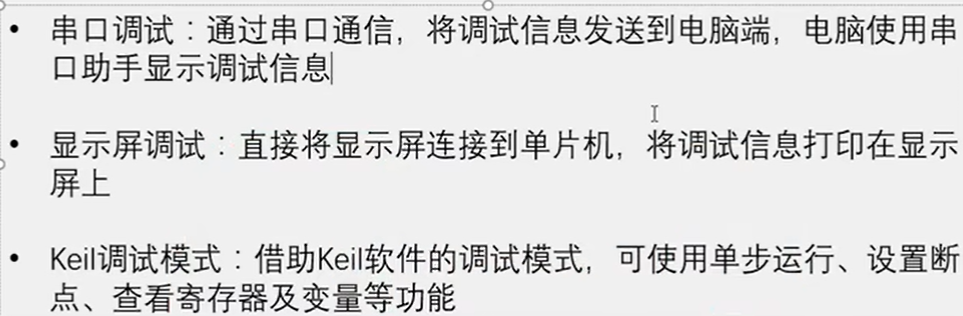 • 串口调试：通过串口通信，将调试信息发送到电脑端，电脑使用串
口助手显示调试信息
• 显示屏调试：直接将显示屏连接到单片机，将调试信息打印在显示
屏上
• Keil调试模式：借助Keil软件的调试模式，可使用单步运行、设置断
点、查看寄存器及变量等功能